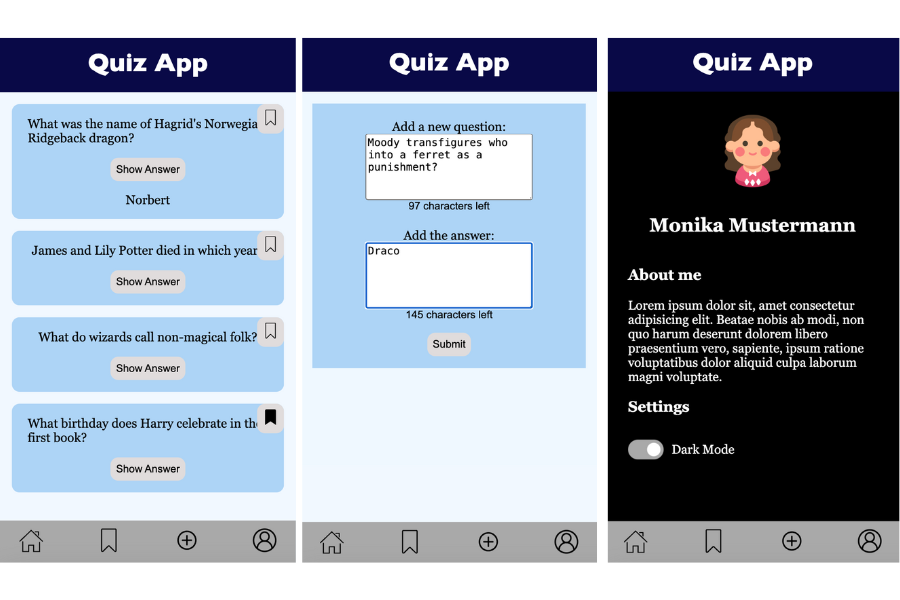 Quiz App
What was the name of Hagrid's Norwegia
Ridgeback dragon?
Show Answer
Norbert
James and Lily Potter died in which year
Show Answer
What do wizards call non-magical folk?
Show Answer
What birthday does Harry celebrate in the
first book?
Show Answer
Quiz App
Add a new question:
Moody transfigures who
into a ferret as a
punishment?
97 characters left
Add the answer:
Draco
145 characters left
Submit
Quiz App
Monika Mustermann
About me
Lorem ipsum dolor sit, amet consectetur
adipisicing elit. Beatae nobis ab modi, non
quo harum deserunt dolorem libero
praesentium vero, sapiente, ipsum ratione
voluptatibus dolor aliquid culpa laborum
magni voluptate.
Settings
Dark Mode